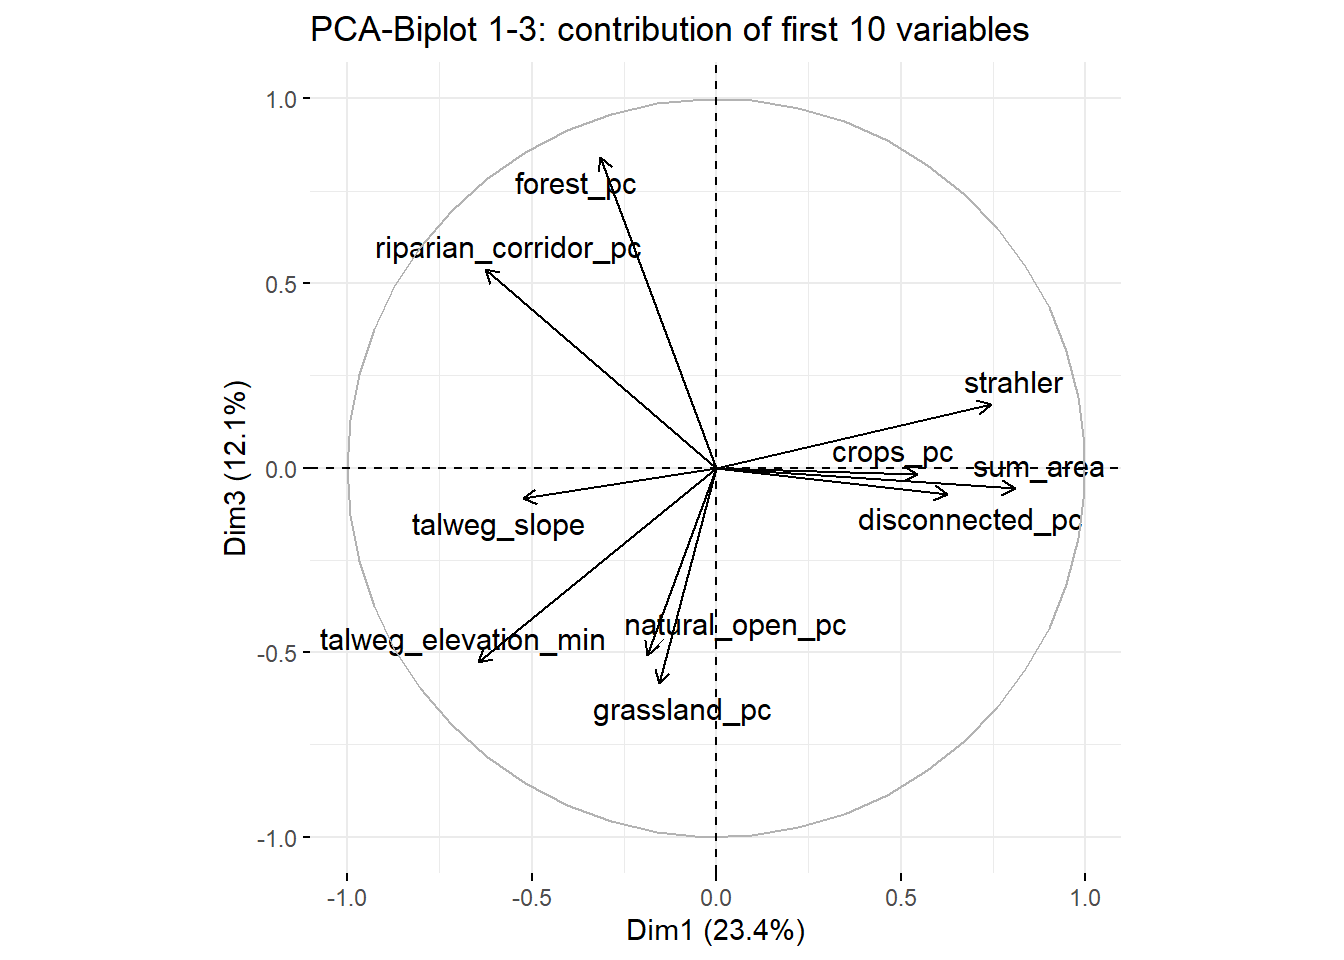 PCA-Biplot 1-3: contribution of first 10 variables
1.0
forest_pc
riparian_corridor_pc
0.5
strahler
crops_pc
0.0
sum_area
talweg_slope
disconnected_pc
natural_open_pc
talweg_elevation_min
-0.5
grassland_pc
-1.0
Dim3 (12.1%)
-1.0 -0.5 0.0 0.5 1.0
Dim1 (23.4%)